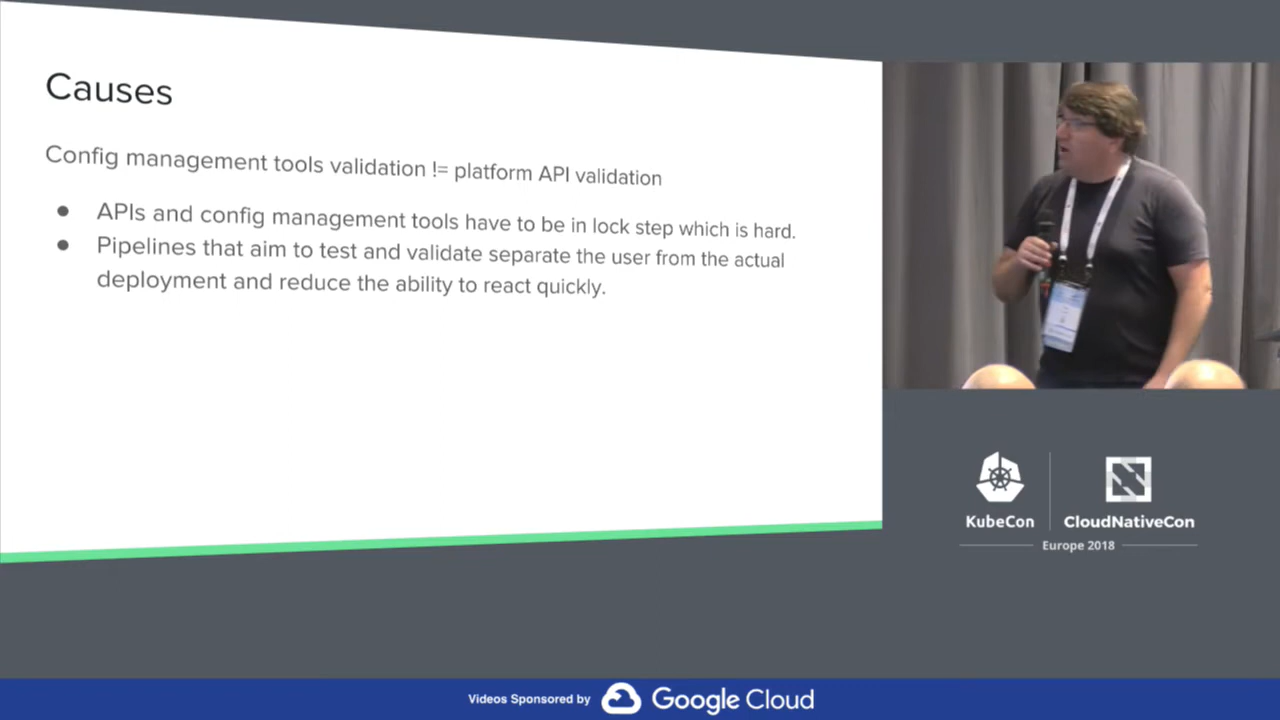 Causes
Config management tools validation != platform API validation
● APIs and config management tools have to be in lock step which is hard.
● Pipelines that aim to test and validate separate the user from the actual
deployment and reduce the ability to react quickly.
KubeCon
CloudNativeCon
Europe 2018
Videos Sponsored by
Google Cloud